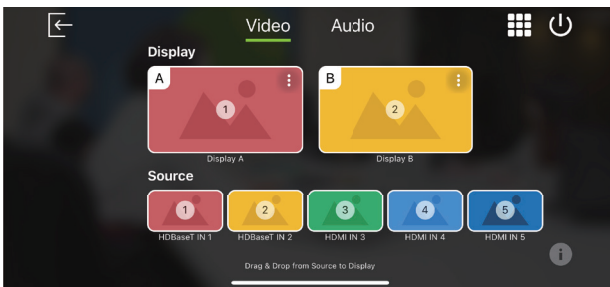 Video Audio
Display
A B
1 2
Display A Display B
Source
1 2 3 4 5
HDBaseT IN 1 HDBaseT IN 2 HDMI IN 3 HDMI IN 4 HDMI IN 5
i
Drag & Drop from Source to Display